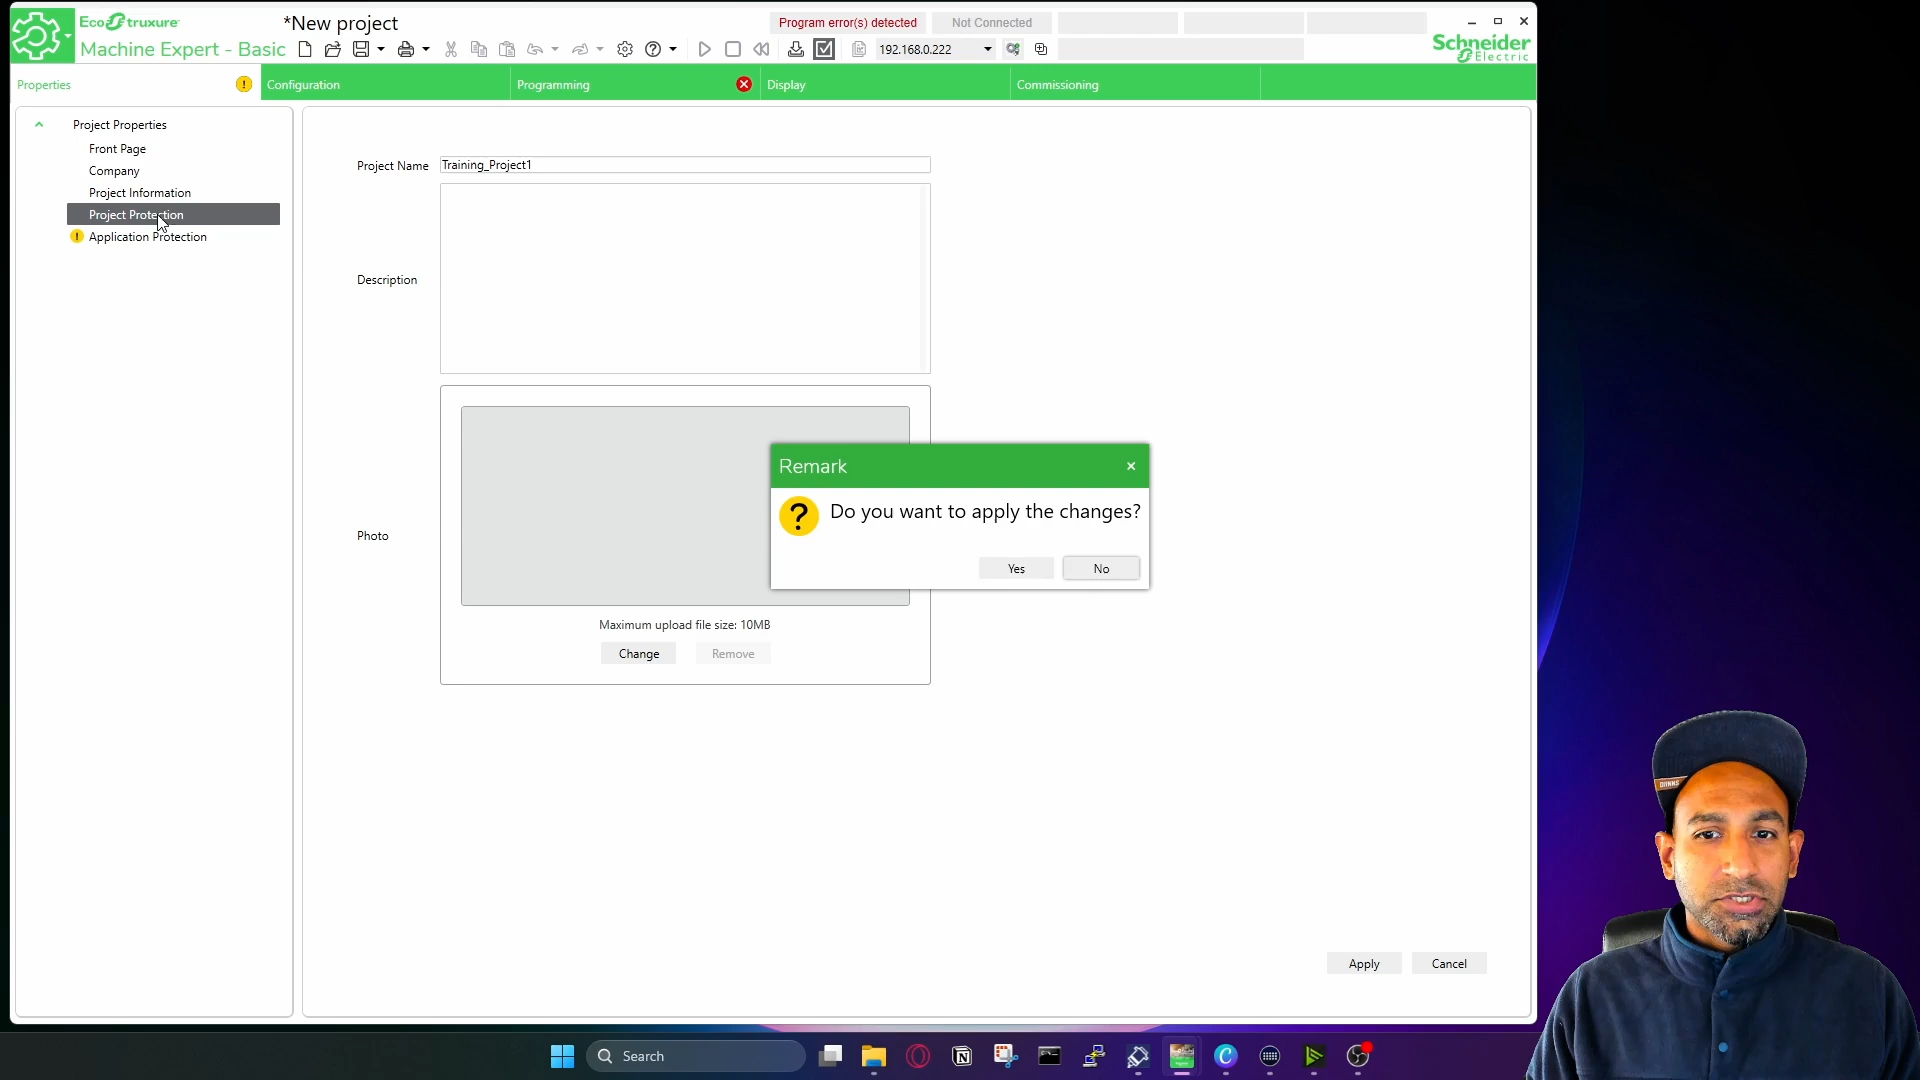 EcoStruxure
Machine Expert - Basic
*New project
Program error(s) detected
Not Connected
192.168.0.222
Schneider
Electric
Properties
Configuration
Programming
Display
Commissioning
Project Properties
Front Page
Company
Project Information
Project Protection
Application Protection
Project Name
Training_Project1
Description
Photo
Maximum upload file size: 10MB
Change
Remove
Remark
Do you want to apply the changes?
Yes
No
Apply
Cancel
Search